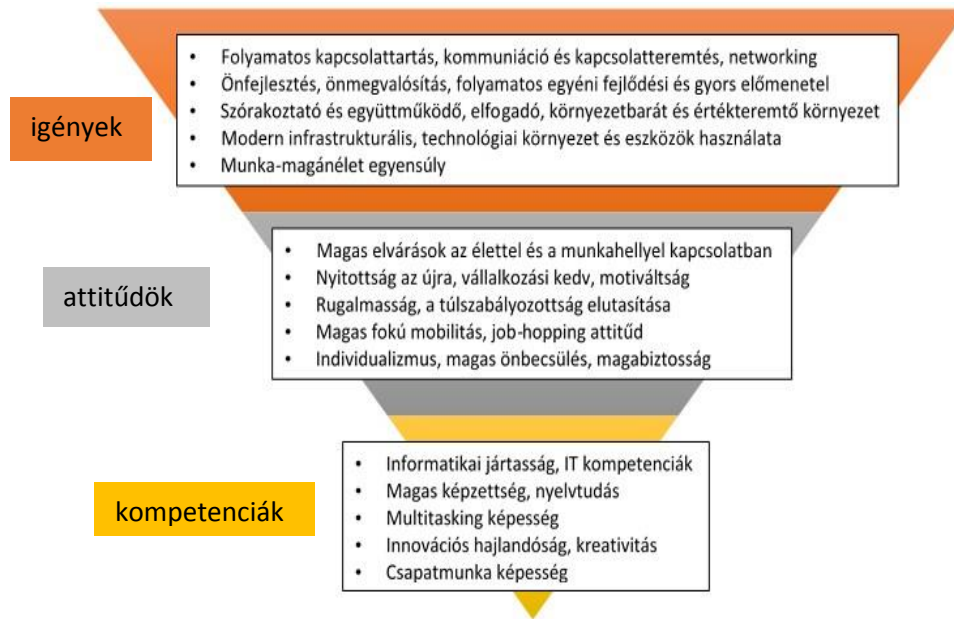 igények
• Folyamatos kapcsolattartás, kommuniáció és kapcsolatteremtés, networking
• Önfejlesztés, önmegvalósítás, folyamatos egyéni fejlődési és gyors előmenetel
• Szórakoztató és együttműködő, elfogadó, környezetbarát és értékteremtő környezet
• Modern infrastrukturális, technológiai környezet és eszközök használata
• Munka-magánélet egyensúly
attitűdök
• Magas elvárások az élettel és a munkahellyel kapcsolatban
• Nyitottság az újra, vállalkozási kedv, motiváltság
• Rugalmasság, a túlszabályozottság elutasítása
• Magas fokú mobilitás, job-hopping attitűd
• Individualizmus, magas önbecsülés, magabiztosság
kompetenciák
• Informatikai jártasság, IT kompetenciák
• Magas képzettség, nyelvtudás
• Multitasking képesség
• Innovációs hajlandóság, kreativitás
• Csapatmunka képesség